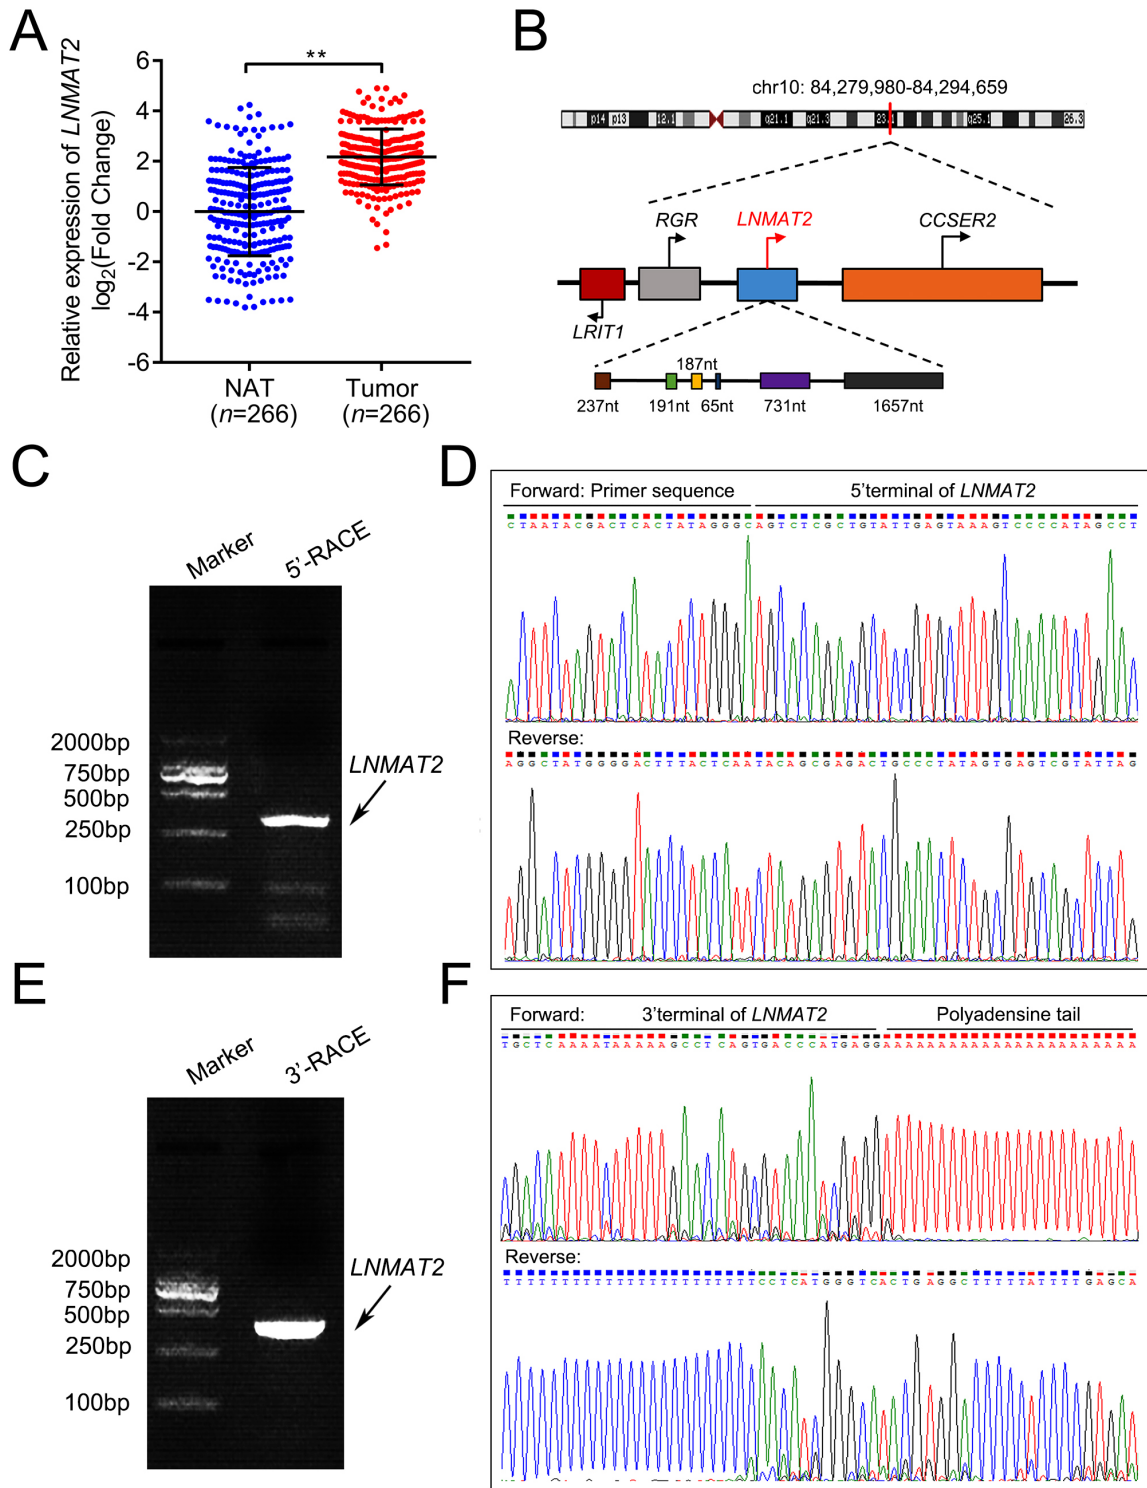 A
Relative expression of LNMAT2
log2(Fold Change)
**
6
4
2
0
-2
-4
-6
NAT
(n=266)
Tumor
(n=266)
B
chr10: 84,279,980-84,294,659
p14 p13 12.1 q21.1 q21.3 23.1 q25.1 26.3
RGR
LNMAT2
CCSER2
LRIT1
187nt
237nt 191nt 65nt 731nt 1657nt
C
Marker
5'-RACE
2000bp
750bp
500bp
250bp
100bp
LNMAT2
D
Forward: Primer sequence
5'terminal of LNMAT2
CTAATACGACTCACTATAGGGCAGTCTCGCTGTATTGAGTAAAGTCCCCATAGCCT
Reverse:
AGGCTATGGGGACTTTACTCAATACAGCGAGACTGCCCTATAGTGAGTCGTATTAG
E
Marker
3'-RACE
2000bp
750bp
500bp
250bp
100bp
LNMAT2
F
Forward:
3'terminal of LNMAT2
Polyadensine tail
TGCTCAAAATAAAAAGCCTCAGTGACCCATGAGGAAAAAAAAAAAAAAAAAAAAAAA
Reverse:
TTTTTTTTTTTTTTTTTTTTTTTCCTCATGGGTCACTGAGGCTTTTTATTTTGAGCA